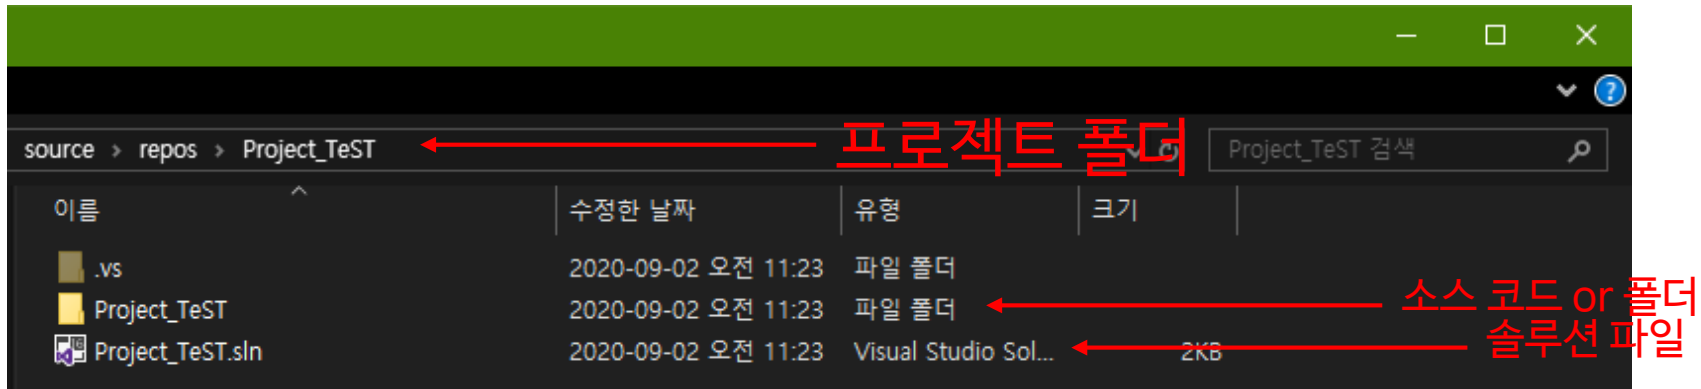 source > repos > Project_TeST 프로젝트 폴더 Project_TeST 검색
이름 수정한 날짜 유형 크기
.vs 2020-09-02 오전 11:23 파일 폴더
Project_TeST 2020-09-02 오전 11:23 파일 폴더 소스 코드 or 폴더
Project_TeST.sln 2020-09-02 오전 11:23 Visual Studio Sol... 2KB 솔루션 파일